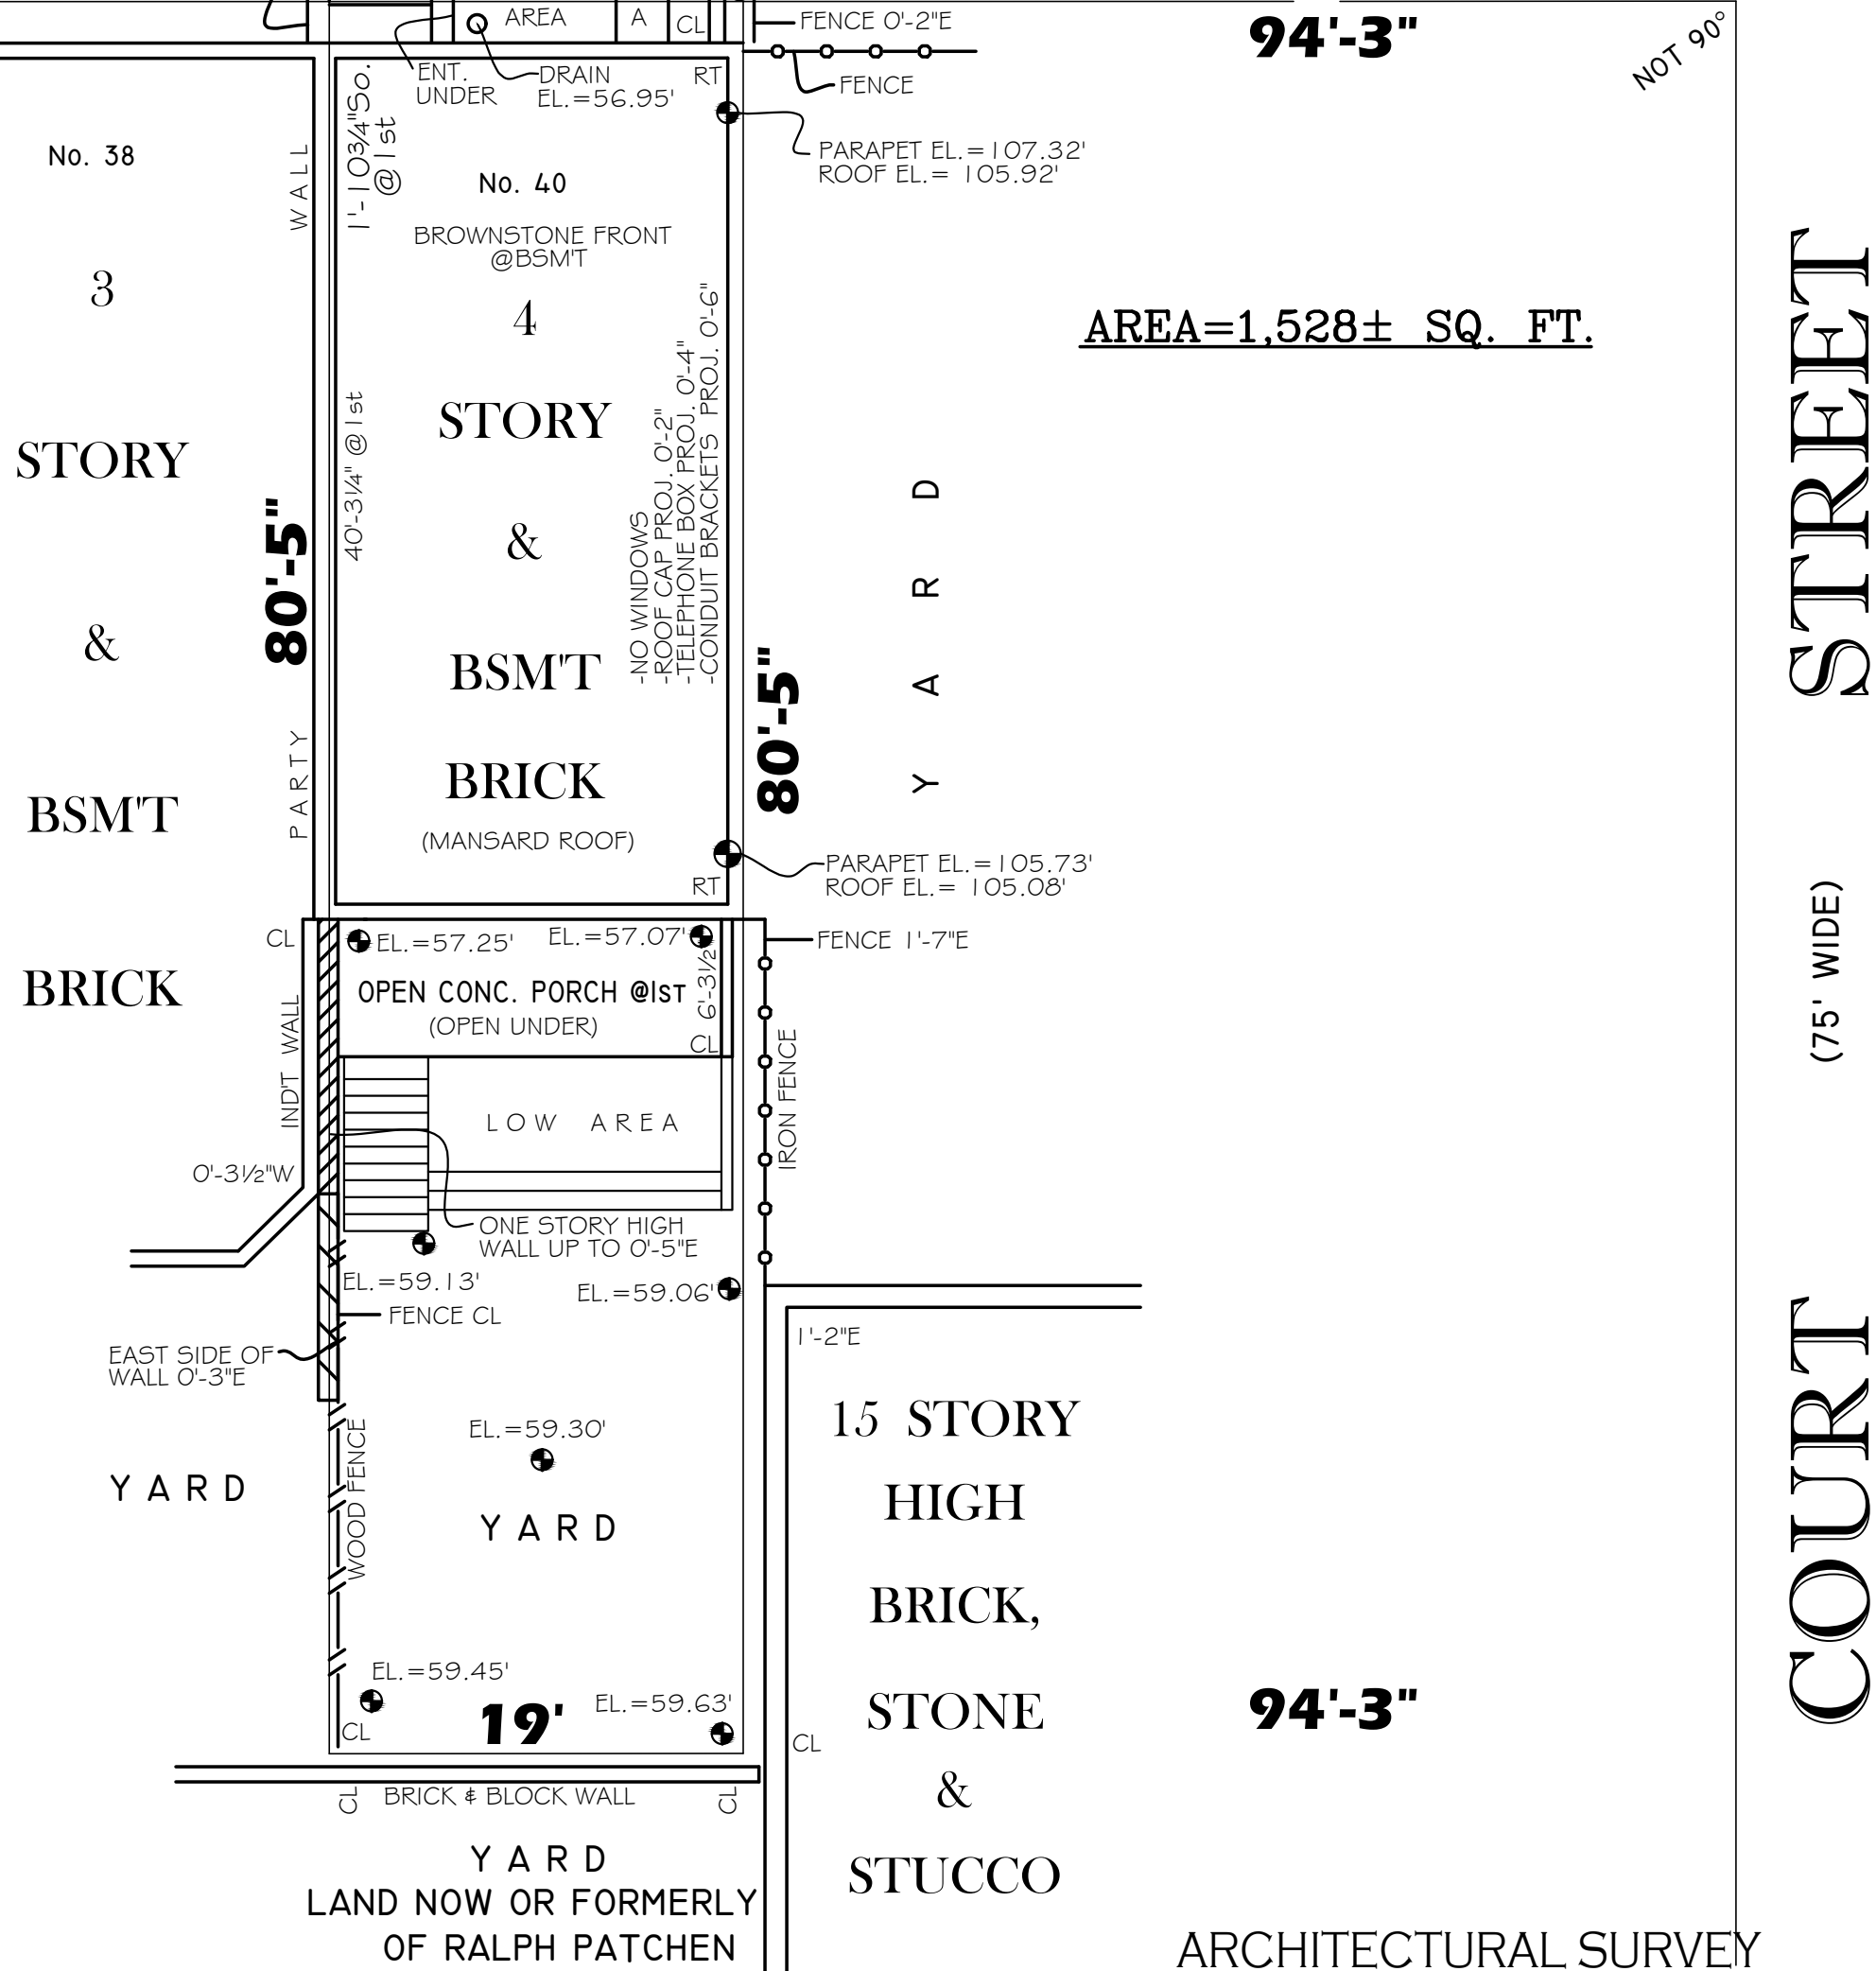 AREA
A
CL
FENCE 0'-2"E
94'-3"
NOT 90°
ENT.
UNDER
DRAIN
EL.=56.95'
RT
FENCE
1'-10¾"So.
@1st
No. 38
WALL
No. 40
PARAPET EL.=107.32'
ROOF EL.= 105.92'
BROWNSTONE FRONT
@BSM'T
3
STORY
&
BSM'T
BRICK
4
STORY
&
BSM'T
BRICK
(MANSARD ROOF)
40'-3¼" @1st
80'-5"
PARTY
-NO WINDOWS
-ROOF CAP PROJ. 0'-2"
-TELEPHONE BOX PROJ. 0'-4"
-CONDUIT BRACKETS PROJ. 0'-6"
80'-5"
YARD
AREA=1,528± SQ. FT.
COURT STREET
(75' WIDE)
PARAPET EL.=105.73'
ROOF EL.= 105.08'
RT
CL
EL.=57.25'
EL.=57.07'
FENCE 1'-7"E
OPEN CONC. PORCH @1ST
(OPEN UNDER)
6'-3½
CL
IND'T WALL
IRON FENCE
LOW AREA
0'-3½"W
ONE STORY HIGH
WALL UP TO 0'-5"E
EL.=59.13'
EL.=59.06'
FENCE CL
1'-2"E
EAST SIDE OF
WALL 0'-3"E
15 STORY
HIGH
BRICK,
STONE
&
STUCCO
EL.=59.30'
YARD
WOOD FENCE
YARD
EL.=59.45'
EL.=59.63'
19'
CL
CL
94'-3"
CL
BRICK & BLOCK WALL
CL
YARD
LAND NOW OR FORMERLY
OF RALPH PATCHEN
ARCHITECTURAL SURVEY